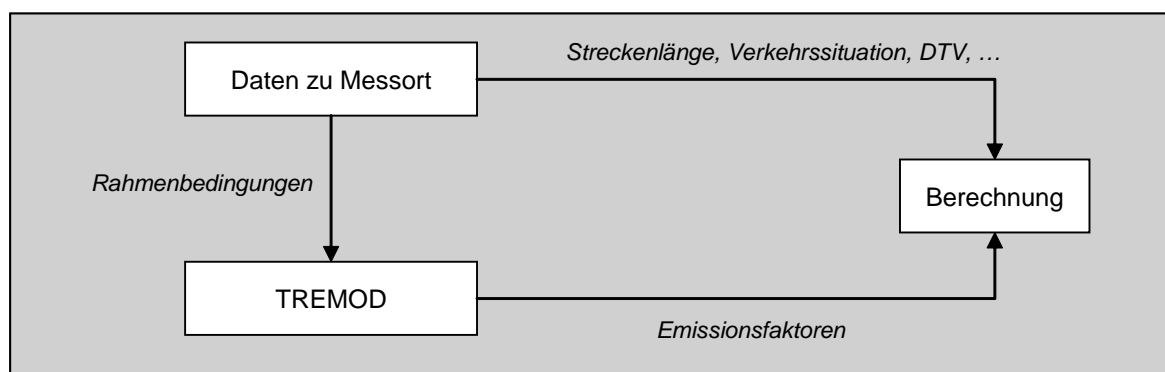 Streckenlänge, Verkehrssituation, DTV, …
Daten zu Messort
Rahmenbedingungen
Berechnung
TREMOD
Emissionsfaktoren